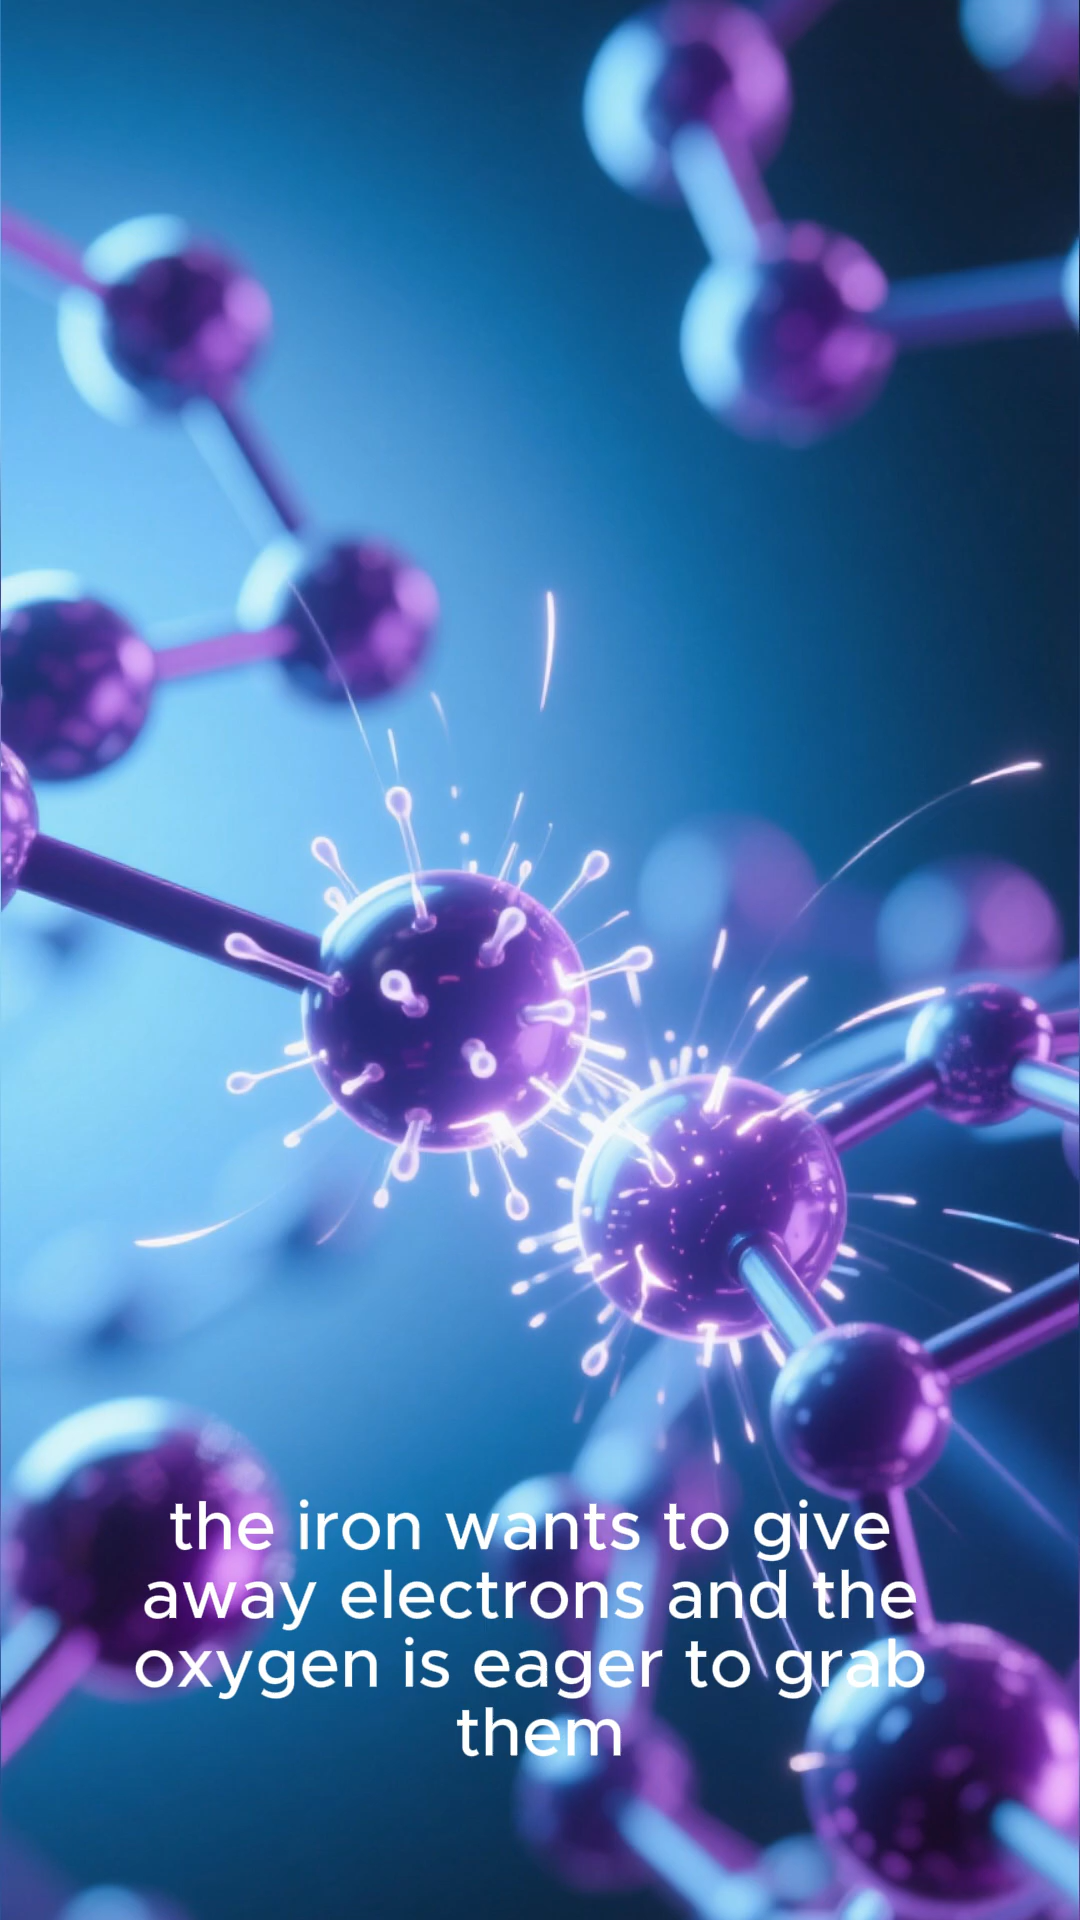 the iron wants to give
away electrons and the
oxygen is eager to grab
them